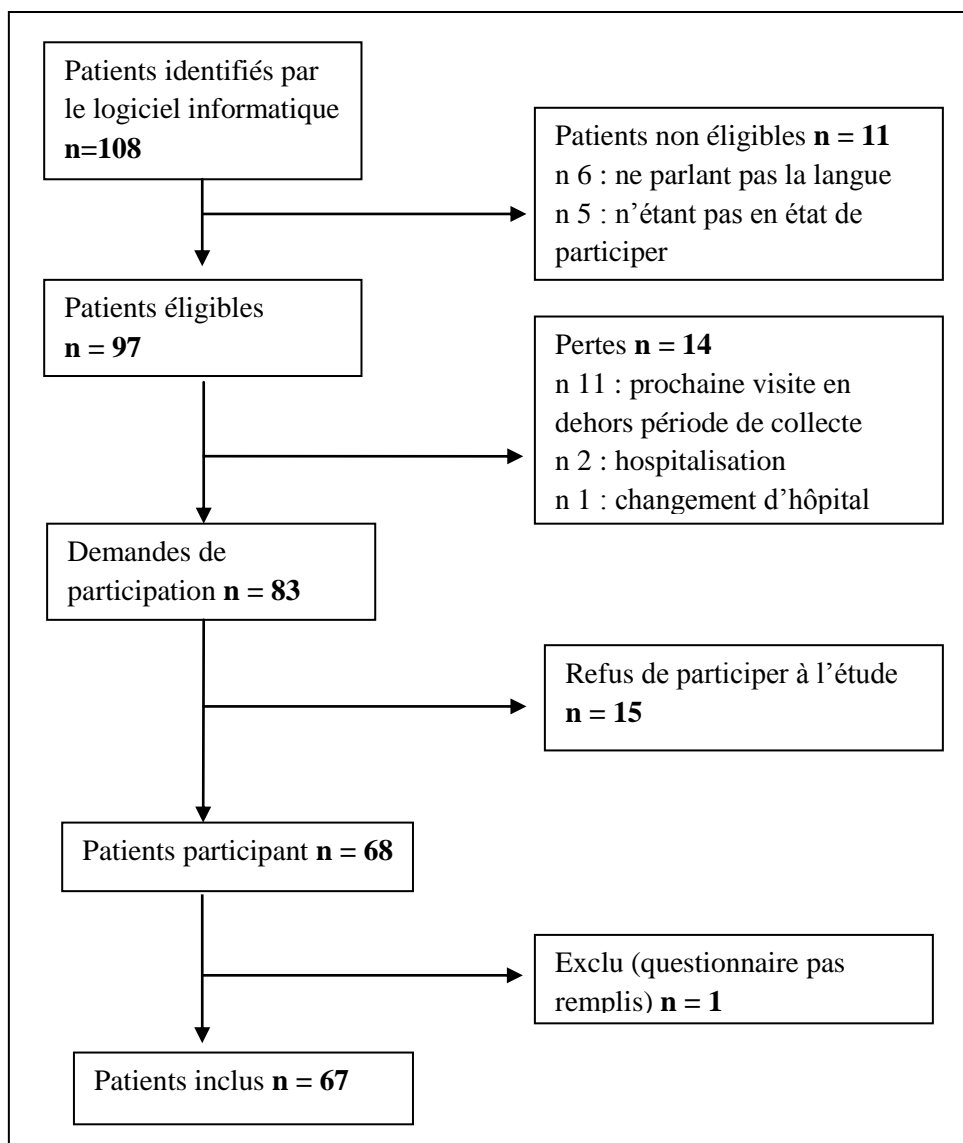 Patients identifiés par
le logiciel informatique
n=108
Patients non éligibles n = 11
n 6 : ne parlant pas la langue
n 5 : n’étant pas en état de
participer
Patients éligibles
n = 97
Pertes n = 14
n 11 : prochaine visite en
dehors période de collecte
n 2 : hospitalisation
n 1 : changement d’hôpital
Demandes de
participation n = 83
Refus de participer à l’étude
n = 15
Patients participant n = 68
Exclu (questionnaire pas
remplis) n = 1
Patients inclus n = 67